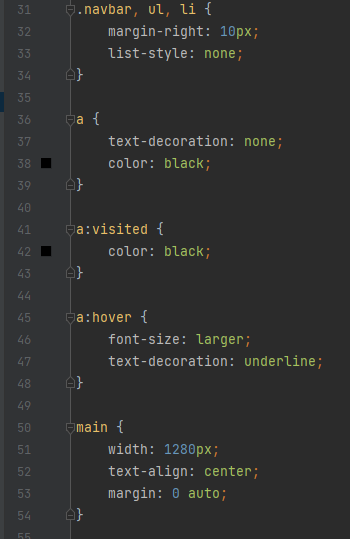 31 .navbar, ul, li {
32 margin-right: 10px;
33 list-style: none;
34 }
35
36 a {
37 text-decoration: none;
38 color: black;
39 }
40
41 a:visited {
42 color: black;
43 }
44
45 a:hover {
46 font-size: larger;
47 text-decoration: underline;
48 }
49
50 main {
51 width: 1280px;
52 text-align: center;
53 margin: 0 auto;
54 }
55